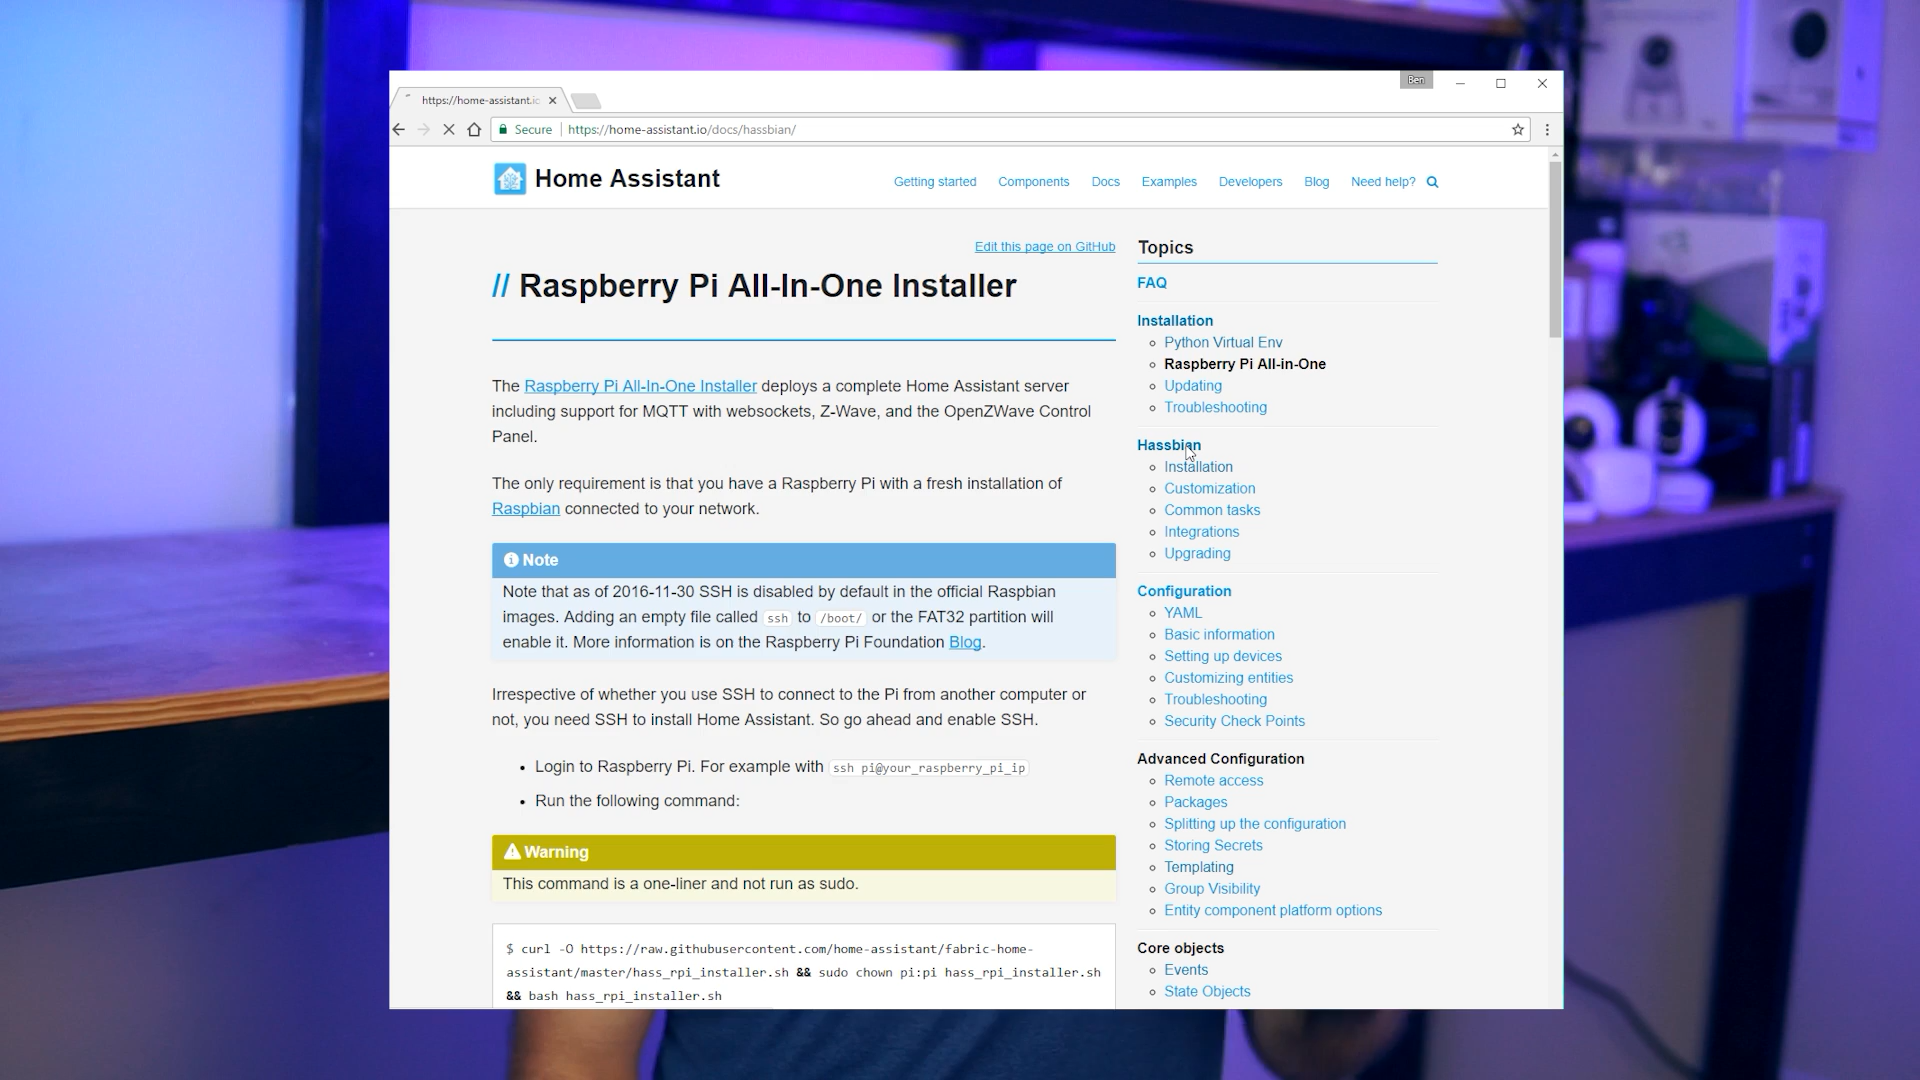 Ben
https://home-assistant.io
Secure
https://home-assistant.io/docs/hassbian/
Home Assistant
Getting started
Components
Docs
Examples
Developers
Blog
Need help?
Edit this page on GitHub
// Raspberry Pi All-In-One Installer
The Raspberry Pi All-In-One Installer deploys a complete Home Assistant server
including support for MQTT with websockets, Z-Wave, and the OpenZWave Control
Panel.
The only requirement is that you have a Raspberry Pi with a fresh installation of
Raspbian connected to your network.
Note
Note that as of 2016-11-30 SSH is disabled by default in the official Raspbian
images. Adding an empty file called ssh to /boot/ or the FAT32 partition will
enable it. More information is on the Raspberry Pi Foundation Blog.
Irrespective of whether you use SSH to connect to the Pi from another computer or
not, you need SSH to install Home Assistant. So go ahead and enable SSH.
• Login to Raspberry Pi. For example with ssh pi@your_raspberry_pi_ip
• Run the following command:
Warning
This command is a one-liner and not run as sudo.
$ curl -O https://raw.githubusercontent.com/home-assistant/fabric-home-
assistant/master/hass_rpi_installer.sh && sudo chown pi:pi hass_rpi_installer.sh
&& bash hass_rpi_installer.sh
Topics
FAQ
Installation
Python Virtual Env
Raspberry Pi All-in-One
Updating
Troubleshooting
Hassbian
Installation
Customization
Common tasks
Integrations
Upgrading
Configuration
YAML
Basic information
Setting up devices
Customizing entities
Troubleshooting
Security Check Points
Advanced Configuration
Remote access
Packages
Splitting up the configuration
Storing Secrets
Templating
Group Visibility
Entity component platform options
Core objects
Events
State Objects